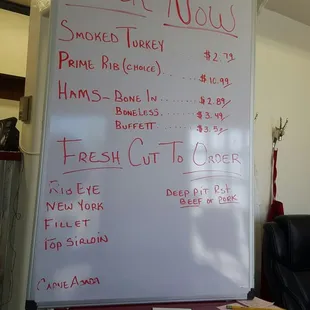 Now
Smoked Turkey $2.79
Prime Rib (choice) ..... $10.99
Hams - Bone In ....... $2.89
Boneless ....... $3.49
Buffett ....... 
Fresh Cut To Order
Rib Eye
New York
Fillet
Top Sirloin
Deep Pit Rst
Beef or Pork
Carne Asada